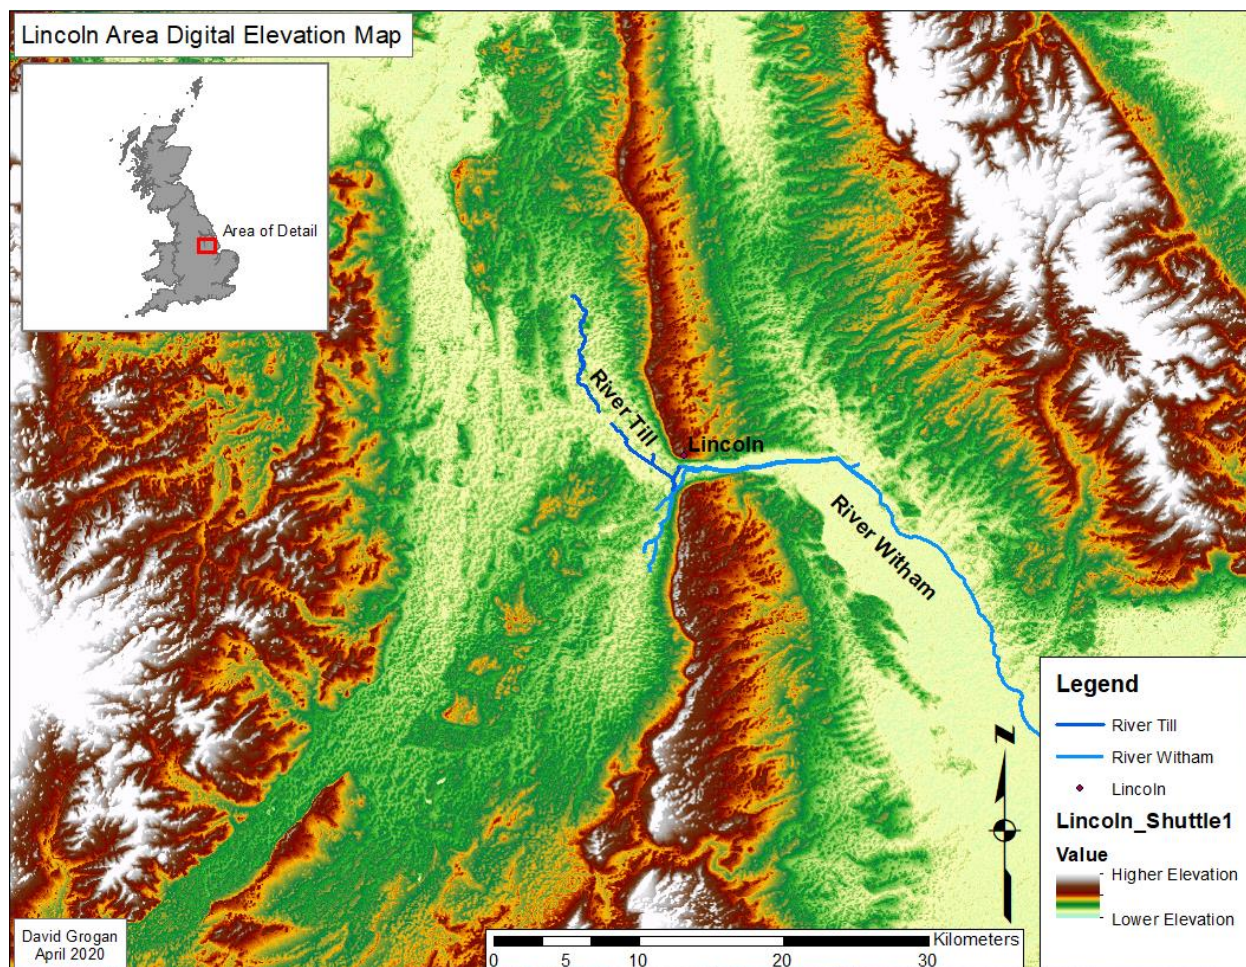 Lincoln Area Digital Elevation Map
Area of Detail
River Till
Lincoln
River Witham
N
Legend
River Till
River Witham
Lincoln
Lincoln_Shuttle1
Value
Higher Elevation
Lower Elevation
David Grogan
April 2020
Kilometers
0 5 10 20 30